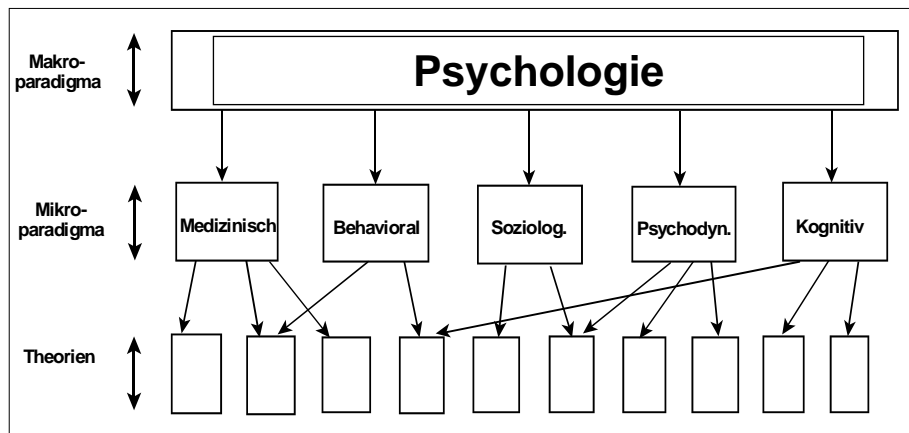 Makro-
paradigma
Psychologie
Mikro-
paradigma
Medizinisch
Behavioral
Soziolog.
Psychodyn.
Kognitiv
Theorien